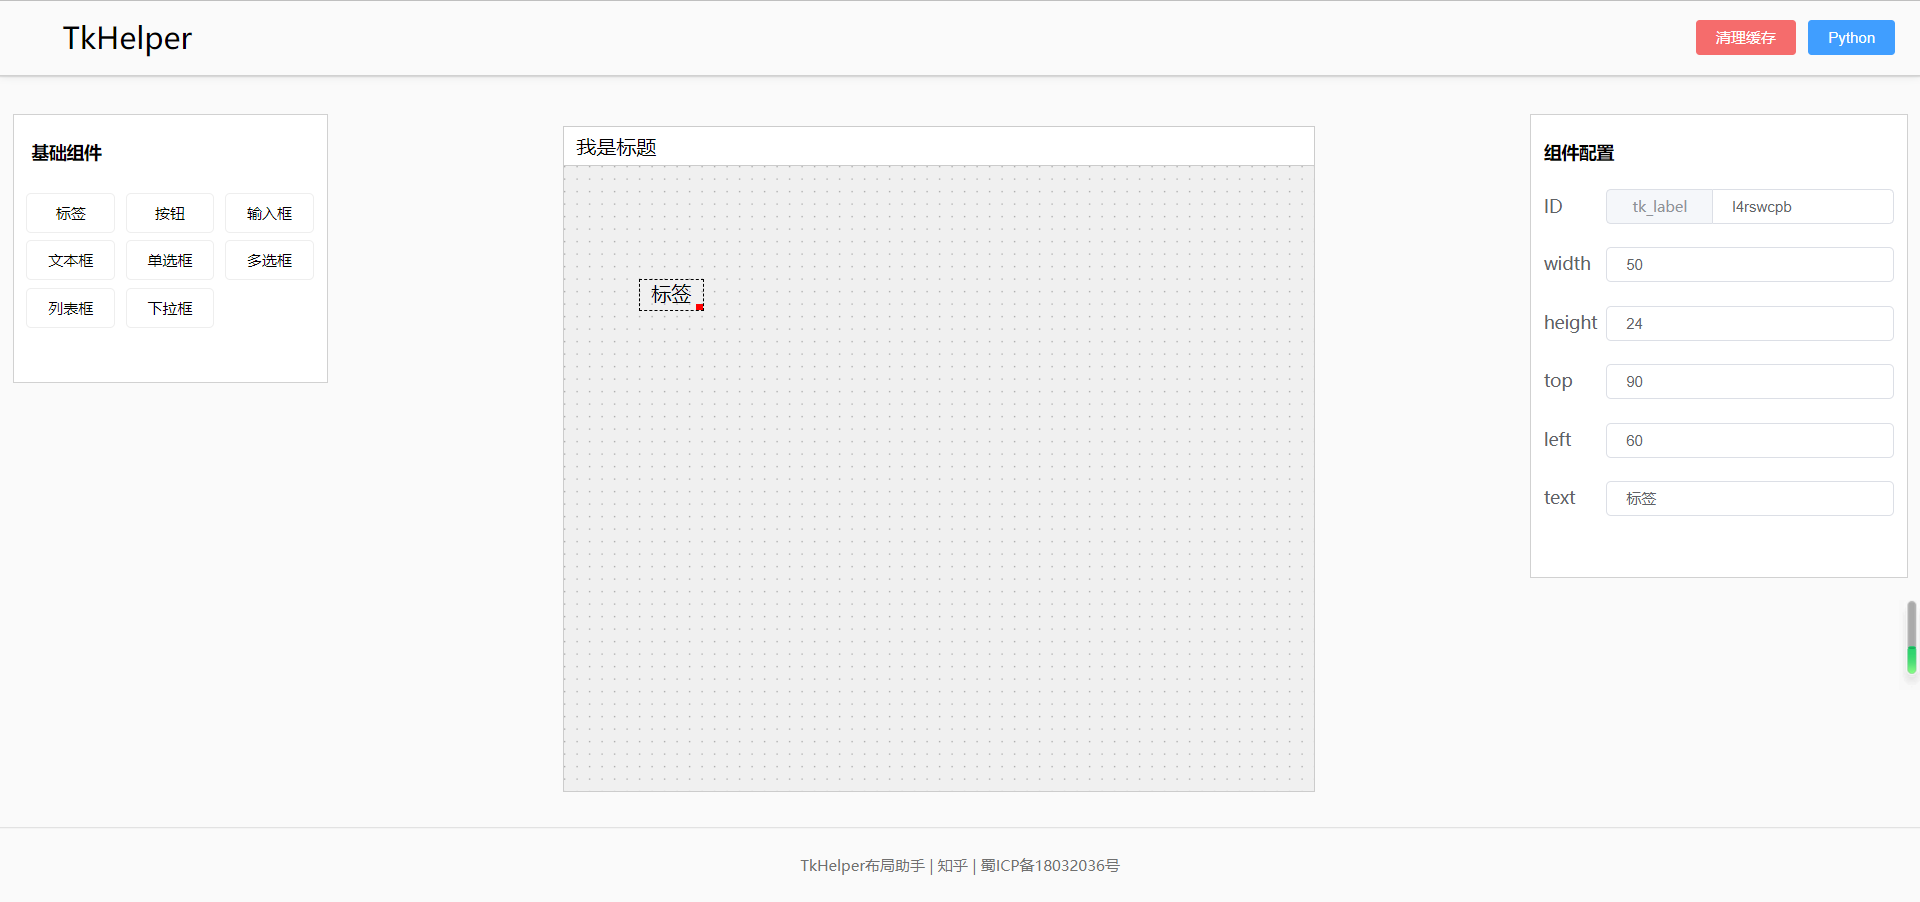 TkHelper
清理缓存 Python
基础组件
标签 按钮 输入框
文本框 单选框 多选框
列表框 下拉框
我是标题
标签
组件配置
ID tk_label l4rswcpb
width 50
height 24
top 90
left 60
text 标签
TkHelper布局助手 | 知乎 | 蜀ICP备18032036号